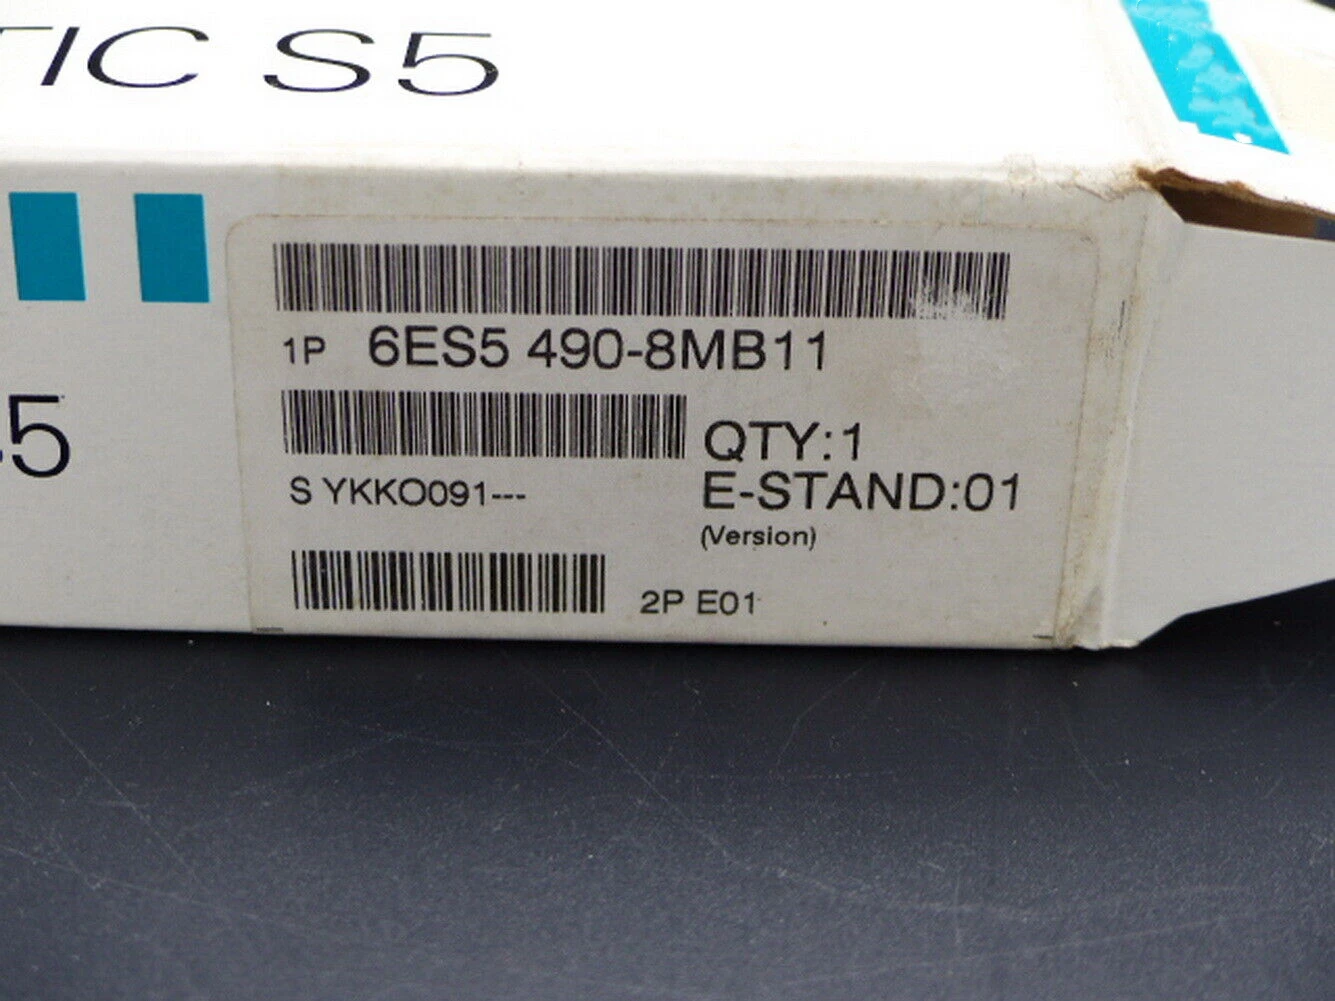 TIC S5
5
1P 6ES5 490-8MB11
QTY:1
S YKKO091---
E-STAND:01
(Version)
2P E01